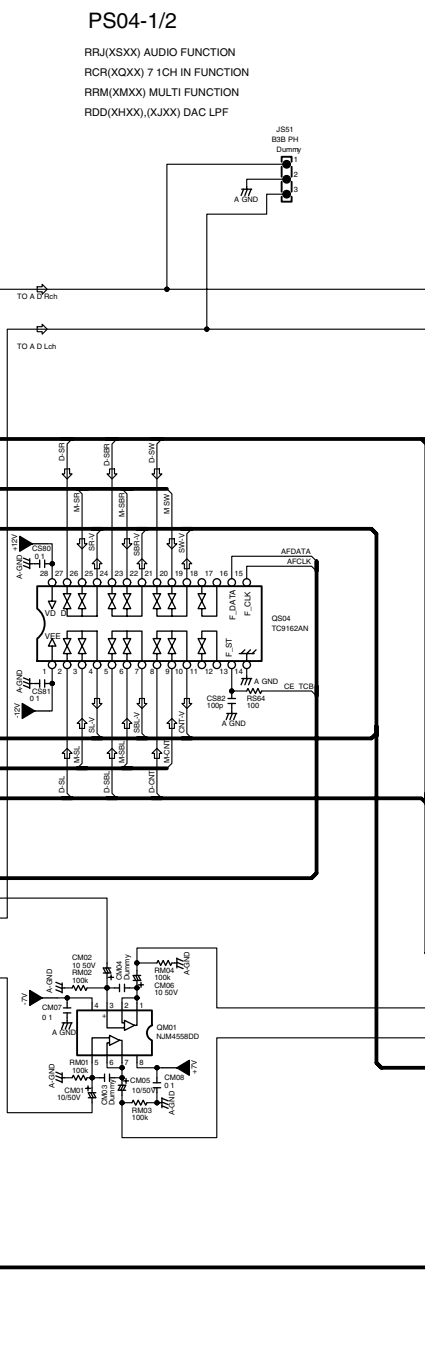 PS04-1/2
RRJ(XSXX) AUDIO FUNCTION
RCR(XQXX) 7 1CH IN FUNCTION
RRM(XMXX) MULTI FUNCTION
RDD(XHXX),(XJXX) DAC LPF
JS51
B3B PH
Dummy
1
2
3
A GND
TO A D Rch
TO A D Lch
D-SR
D-SBR
D-SW
M-SR
M-SBR
M SW
+12V
CS80
0 1
A-GND
SR-V
SBR-V
SW-V
AFDATA
AFCLK
28 27 26 25 24 23 22 21 20 19 18 17 16 15
VD D
F_DATA
F_CLK
QS04
TC9162AN
VEE
F_ST
1 2 3 4 5 6 7 8 9 10 11 12 13 14
A-GND
CS81
0 1
-12V
A GND
CE TCB
CS82
100p
RS64
100
A GND
SL-V
SBL-V
CNT-V
M-SL
M-SBL
M-CNT
D-SL
D-SBL
D-CNT
CM02
10 50V
RM02
100k
A-GND
CM04
Dummy
RM04
100k
CM06
10 50V
A-GND
-7V
CM07
0 1
A GND
4 3 2 1
+
QM01
NJM4558DD
5 6 7 8
RM01
100k
A-GND
CM01
10/50V
+
CM03
Dummy
CM05
10/50V
CM08
0 1
+7V
A-GND
RM03
100k